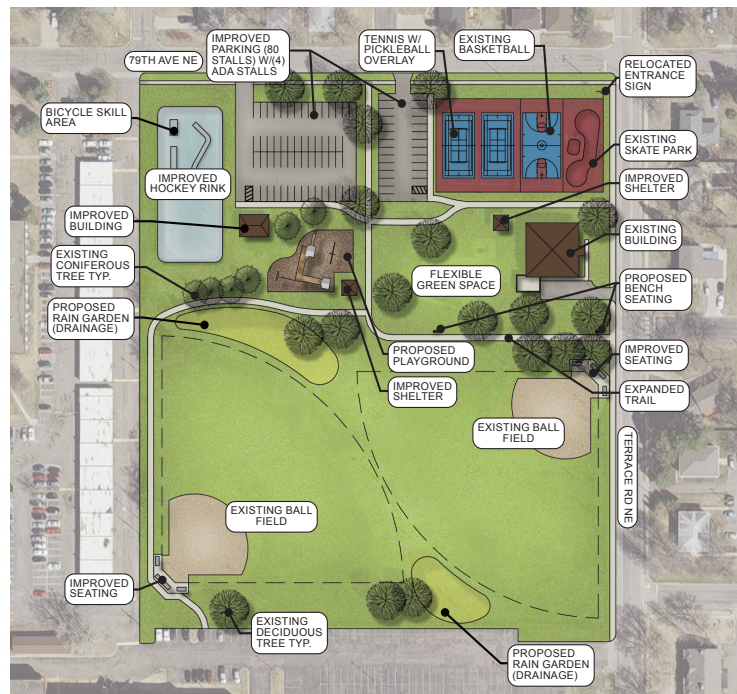 79TH AVE NE
IMPROVED
PARKING (80
STALLS) W/(4)
ADA STALLS
TENNIS W/
PICKLEBALL
OVERLAY
EXISTING
BASKETBALL
RELOCATED
ENTRANCE
SIGN
BICYCLE SKILL
AREA
EXISTING
SKATE PARK
IMPROVED
HOCKEY RINK
IMPROVED
SHELTER
IMPROVED
BUILDING
EXISTING
BUILDING
EXISTING
CONIFEROUS
TREE TYP.
FLEXIBLE
GREEN SPACE
PROPOSED
BENCH
SEATING
PROPOSED
RAIN GARDEN
(DRAINAGE)
PROPOSED
PLAYGROUND
IMPROVED
SEATING
IMPROVED
SHELTER
EXPANDED
TRAIL
EXISTING BALL
FIELD
TERRACE RD NE
EXISTING BALL
FIELD
IMPROVED
SEATING
EXISTING
DECIDUOUS
TREE TYP.
PROPOSED
RAIN GARDEN
(DRAINAGE)